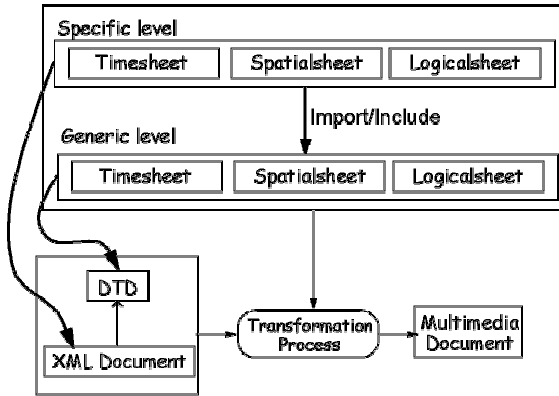 Specific level
Timesheet Spatialsheet Logicalsheet
Import/Include
Generic level
Timesheet Spatialsheet Logicalsheet
DTD
XML Document
Transformation
Process
Multimedia
Document